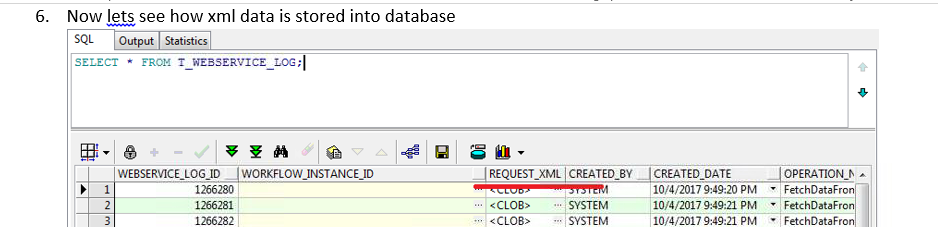 6. Now lets see how xml data is stored into database
SQL Output Statistics
SELECT * FROM T_WEBSERVICE_LOG;
WEBSERVICE_LOG_ID WORKFLOW_INSTANCE_ID REQUEST_XML CREATED_BY CREATED_DATE OPERATION_N
1 1266280 ... <CLOB> ... SYSTEM 10/4/2017 9:49:20 PM FetchDataFron
2 1266281 ... <CLOB> ... SYSTEM 10/4/2017 9:49:21 PM FetchDataFron
3 1266282 ... <CLOB> ... SYSTEM 10/4/2017 9:49:21 PM FetchDataFron